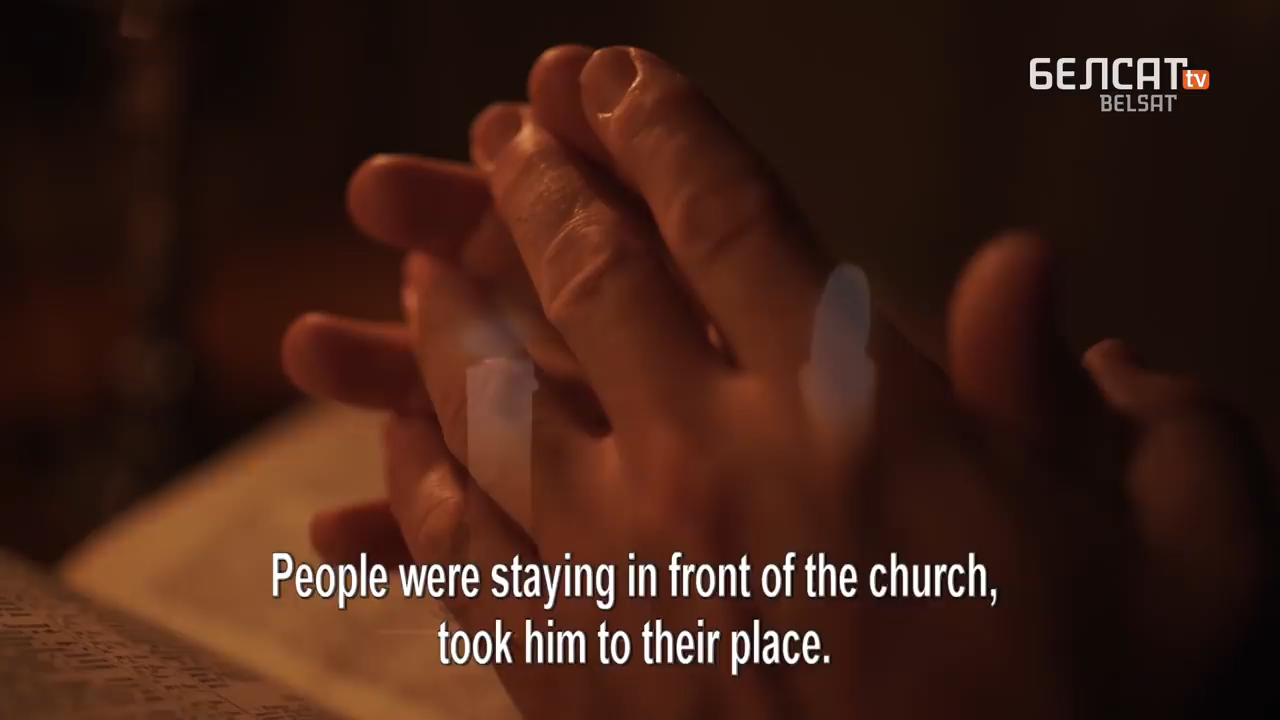 БЕЛСАТ tv
BELSAT
People were staying in front of the church,
took him to their place.